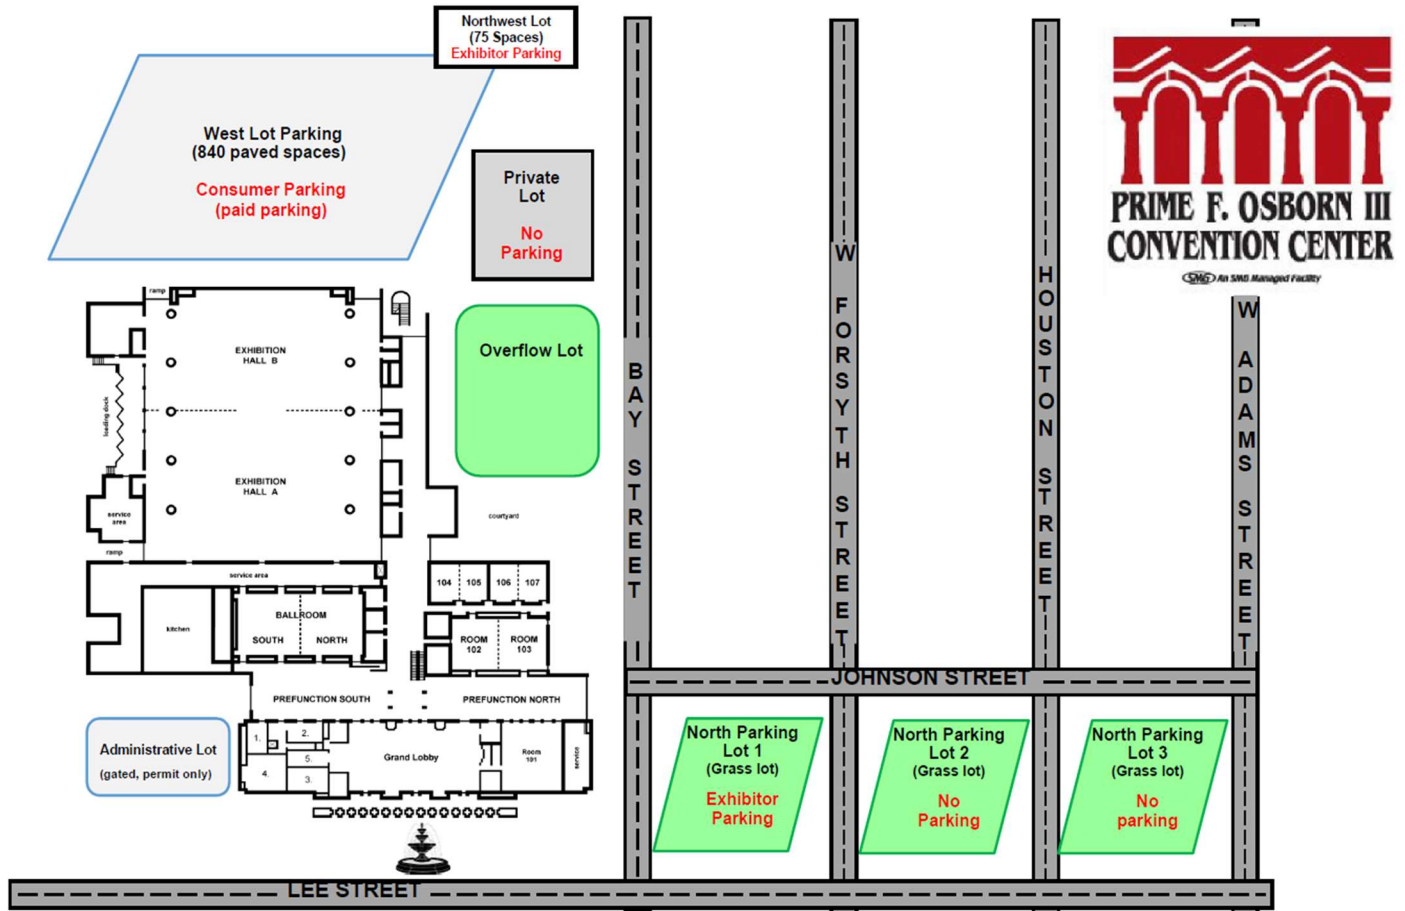 Northwest Lot
(75 Spaces)
Exhibitor Parking
West Lot Parking
(840 paved spaces)
Consumer Parking
(paid parking)
Private
Lot
No
Parking
PRIME F. OSBORN III
CONVENTION CENTER
SMG An SMG Managed Facility
ramp
EXHIBITION
HALL B
loading dock
EXHIBITION
HALL A
service
area
ramp
Overflow Lot
courtyard
BAY STREET
W FORSYTH STREET
HOUSTON STREET
W ADAMS STREET
service area
104
105
106
107
kitchen
BALLROOM
SOUTH
NORTH
ROOM
102
ROOM
103
PREFUNCTION SOUTH
PREFUNCTION NORTH
JOHNSON STREET
Administrative Lot
(gated, permit only)
1.
2.
5.
4.
3.
Grand Lobby
Room
101
service
North Parking
Lot 1
(Grass lot)
Exhibitor
Parking
North Parking
Lot 2
(Grass lot)
No
Parking
North Parking
Lot 3
(Grass lot)
No
parking
LEE STREET